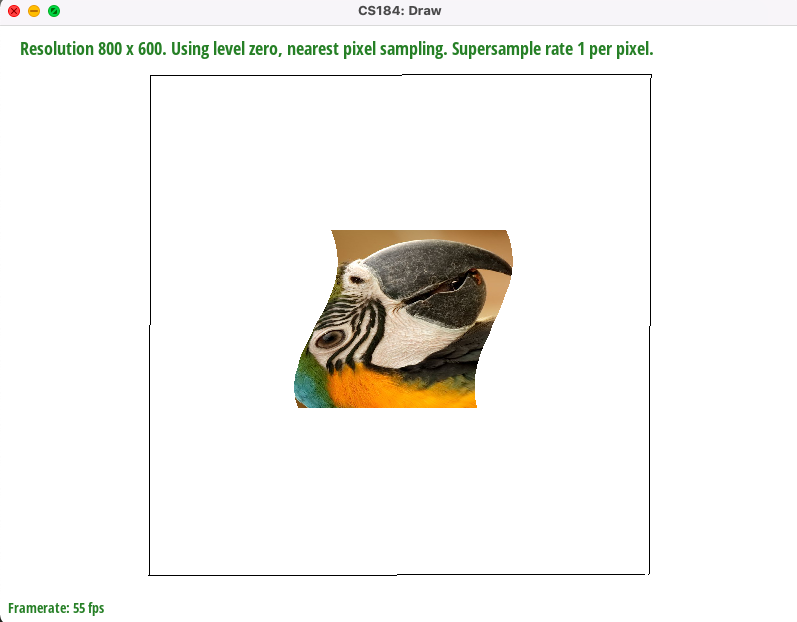 CS184: Draw
Resolution 800 x 600. Using level zero, nearest pixel sampling. Supersample rate 1 per pixel.
Framerate: 55 fps